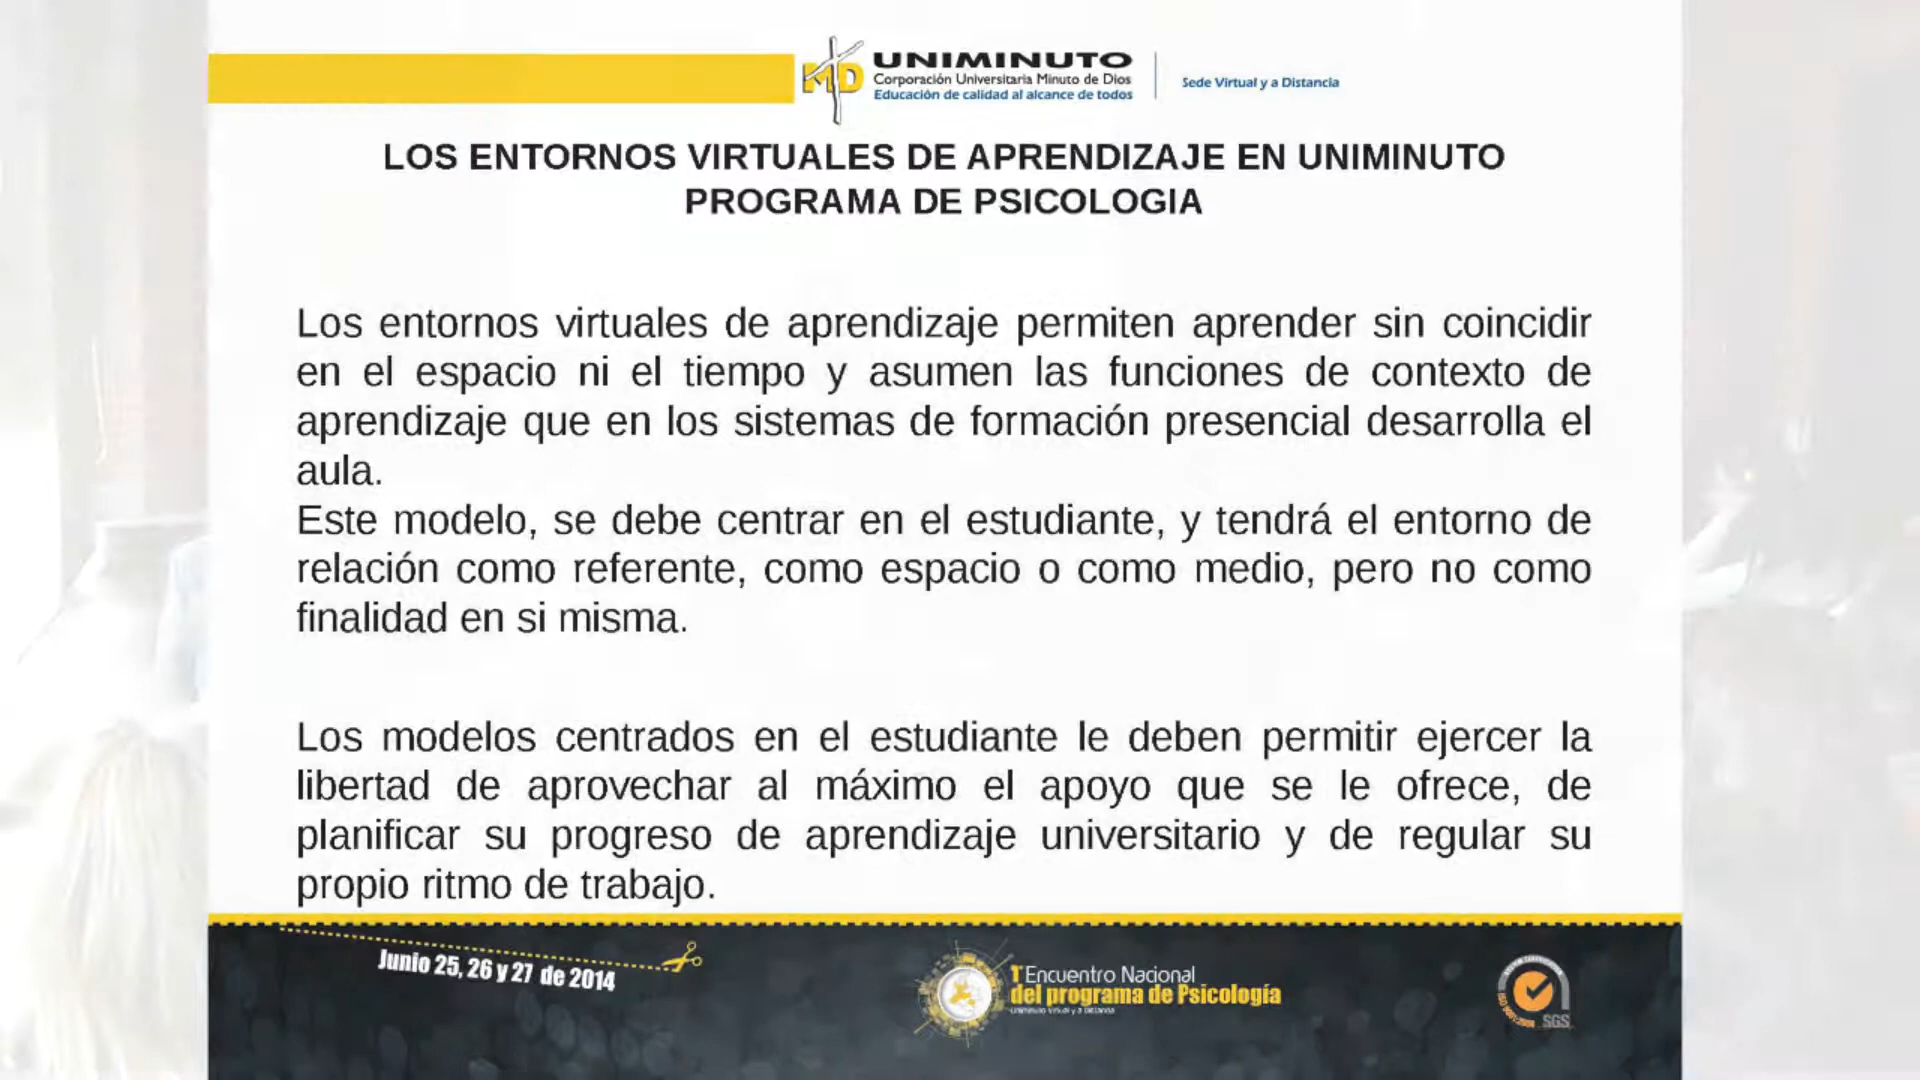 MD
UNIMINUTO
Corporación Universitaria Minuto de Dios
Educación de calidad al alcance de todos
Sede Virtual y a Distancia
LOS ENTORNOS VIRTUALES DE APRENDIZAJE EN UNIMINUTO
PROGRAMA DE PSICOLOGIA
Los entornos virtuales de aprendizaje permiten aprender sin coincidir
en el espacio ni el tiempo y asumen las funciones de contexto de
aprendizaje que en los sistemas de formación presencial desarrolla el
aula.
Este modelo, se debe centrar en el estudiante, y tendrá el entorno de
relación como referente, como espacio o como medio, pero no como
finalidad en si misma.
Los modelos centrados en el estudiante le deben permitir ejercer la
libertad de aprovechar al máximo el apoyo que se le ofrece, de
planificar su progreso de aprendizaje universitario y de regular su
propio ritmo de trabajo.
Junio 25, 26 y 27 de 2014
1er Encuentro Nacional
del programa de Psicología
Uniminuto Virtual y a Distancia
SGS